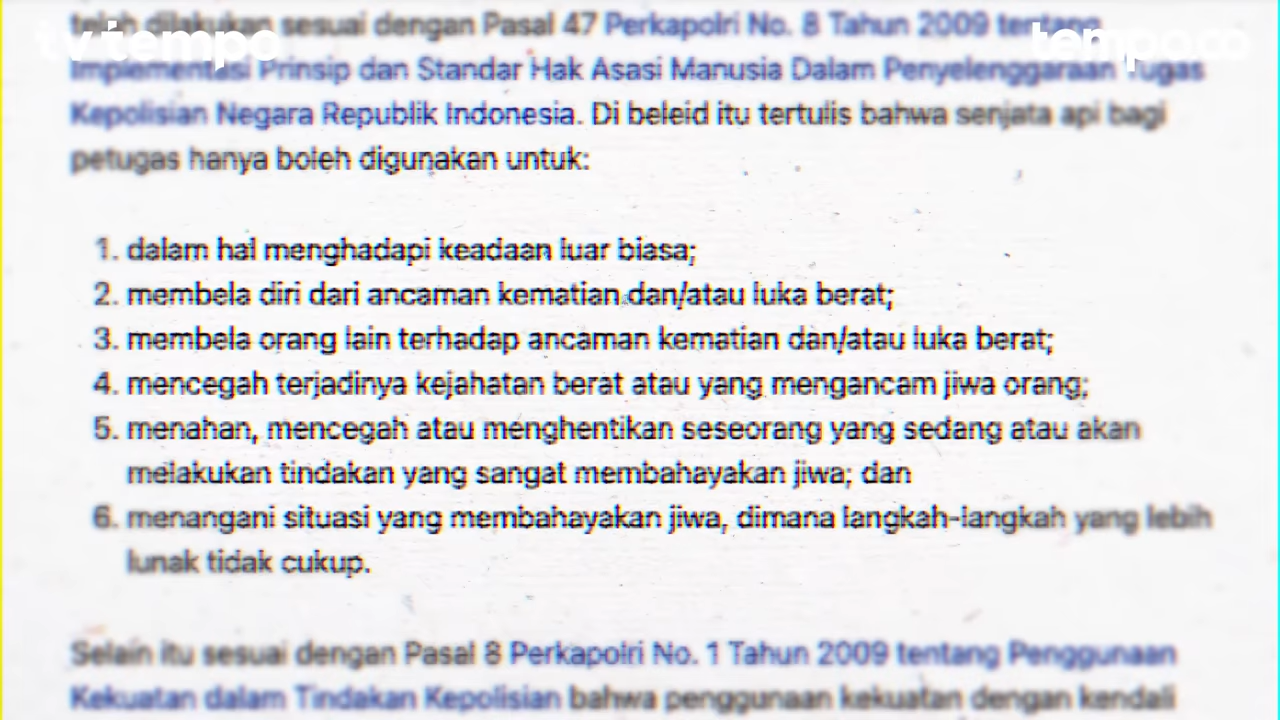 tv tempo
tempo.co
telah dilakukan sesuai dengan Pasal 47 Perkapolri No. 8 Tahun 2009 tentang
Implementasi Prinsip dan Standar Hak Asasi Manusia Dalam Penyelenggaraan Tugas
Kepolisian Negara Republik Indonesia. Di beleid itu tertulis bahwa senjata api bagi
petugas hanya boleh digunakan untuk:
1. dalam hal menghadapi keadaan luar biasa;
2. membela diri dari ancaman kematian dan/atau luka berat;
3. membela orang lain terhadap ancaman kematian dan/atau luka berat;
4. mencegah terjadinya kejahatan berat atau yang mengancam jiwa orang;
5. menahan, mencegah atau menghentikan seseorang yang sedang atau akan
melakukan tindakan yang sangat membahayakan jiwa; dan
6. menangani situasi yang membahayakan jiwa, dimana langkah-langkah yang lebih
lunak tidak cukup.
Selain itu sesuai dengan Pasal 8 Perkapolri No. 1 Tahun 2009 tentang Penggunaan
Kekuatan dalam Tindakan Kepolisian bahwa penggunaan kekuatan dengan kendali